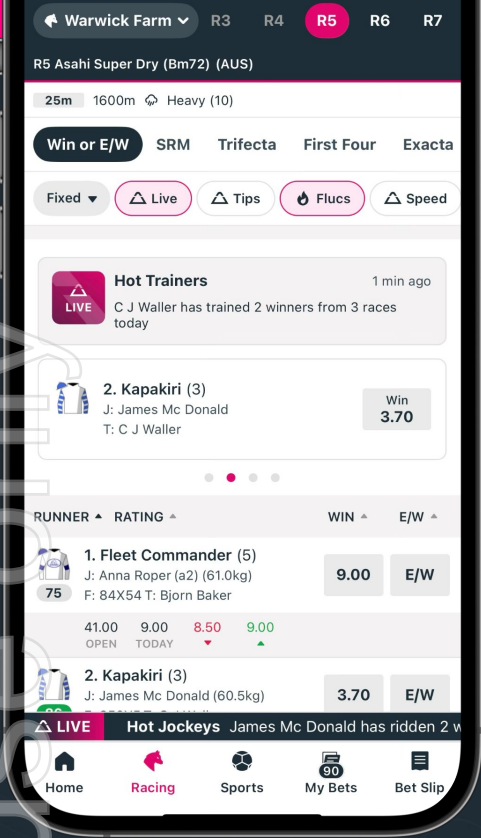 Warwick Farm R3 R4 R5 R6 R7
R5 Asahi Super Dry (Bm72) (AUS)
25m 1600m Heavy (10)
Win or E/W SRM Trifecta First Four Exacta
Fixed Live Tips Flucs Speed
Hot Trainers 1 min ago
LIVE
C J Waller has trained 2 winners from 3 races
today
2. Kapakiri (3)
J: James Mc Donald
T: C J Waller
Win
3.70
RUNNER RATING WIN E/W
1. Fleet Commander (5)
J: Anna Roper (a2) (61.0kg)
75 F: 84X54 T: Bjorn Baker
9.00 E/W
41.00 9.00 8.50 9.00
OPEN TODAY
2. Kapakiri (3)
J: James Mc Donald (60.5kg)
3.70 E/W
LIVE Hot Jockeys James Mc Donald has ridden 2 w
90
Home Racing Sports My Bets Bet Slip